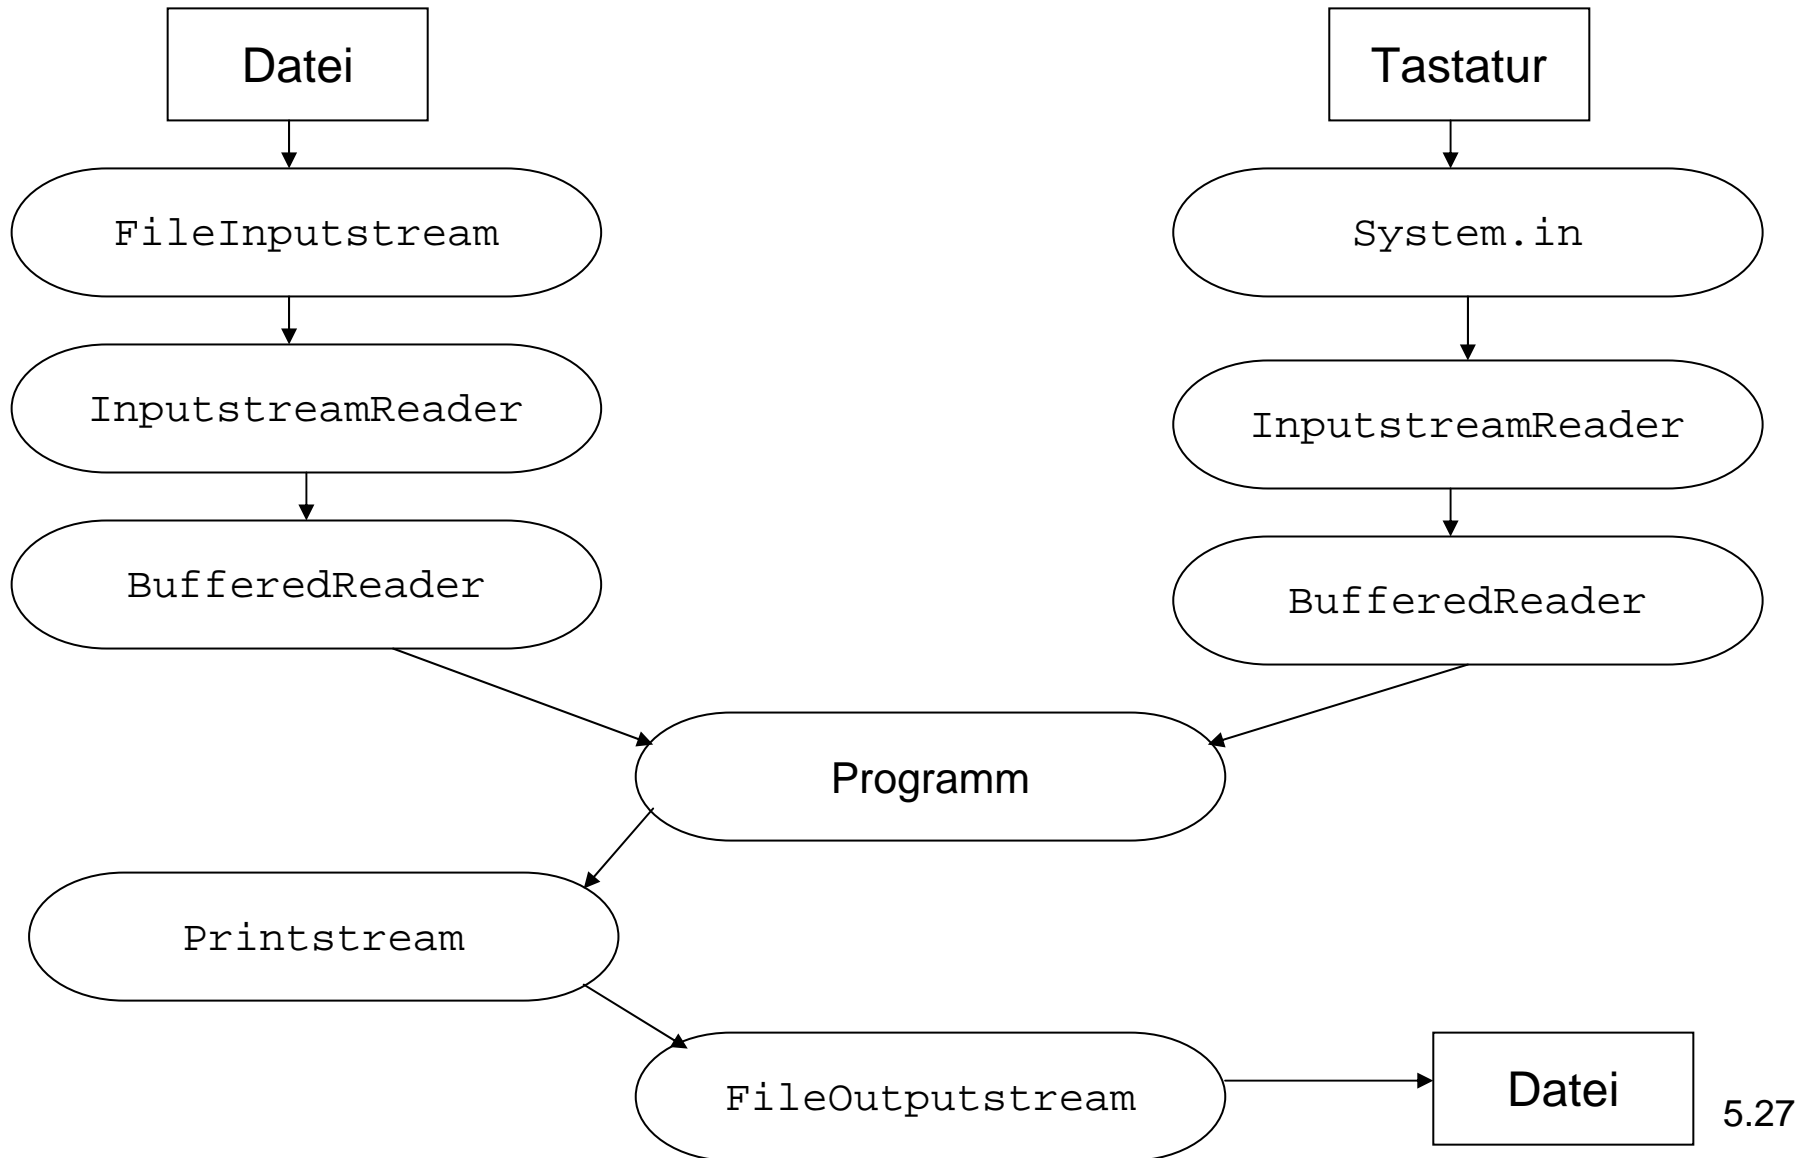 Datei
Tastatur
FileInputstream
System.in
InputstreamReader
InputstreamReader
BufferedReader
BufferedReader
Programm
Printstream
FileOutputstream
Datei
5.27